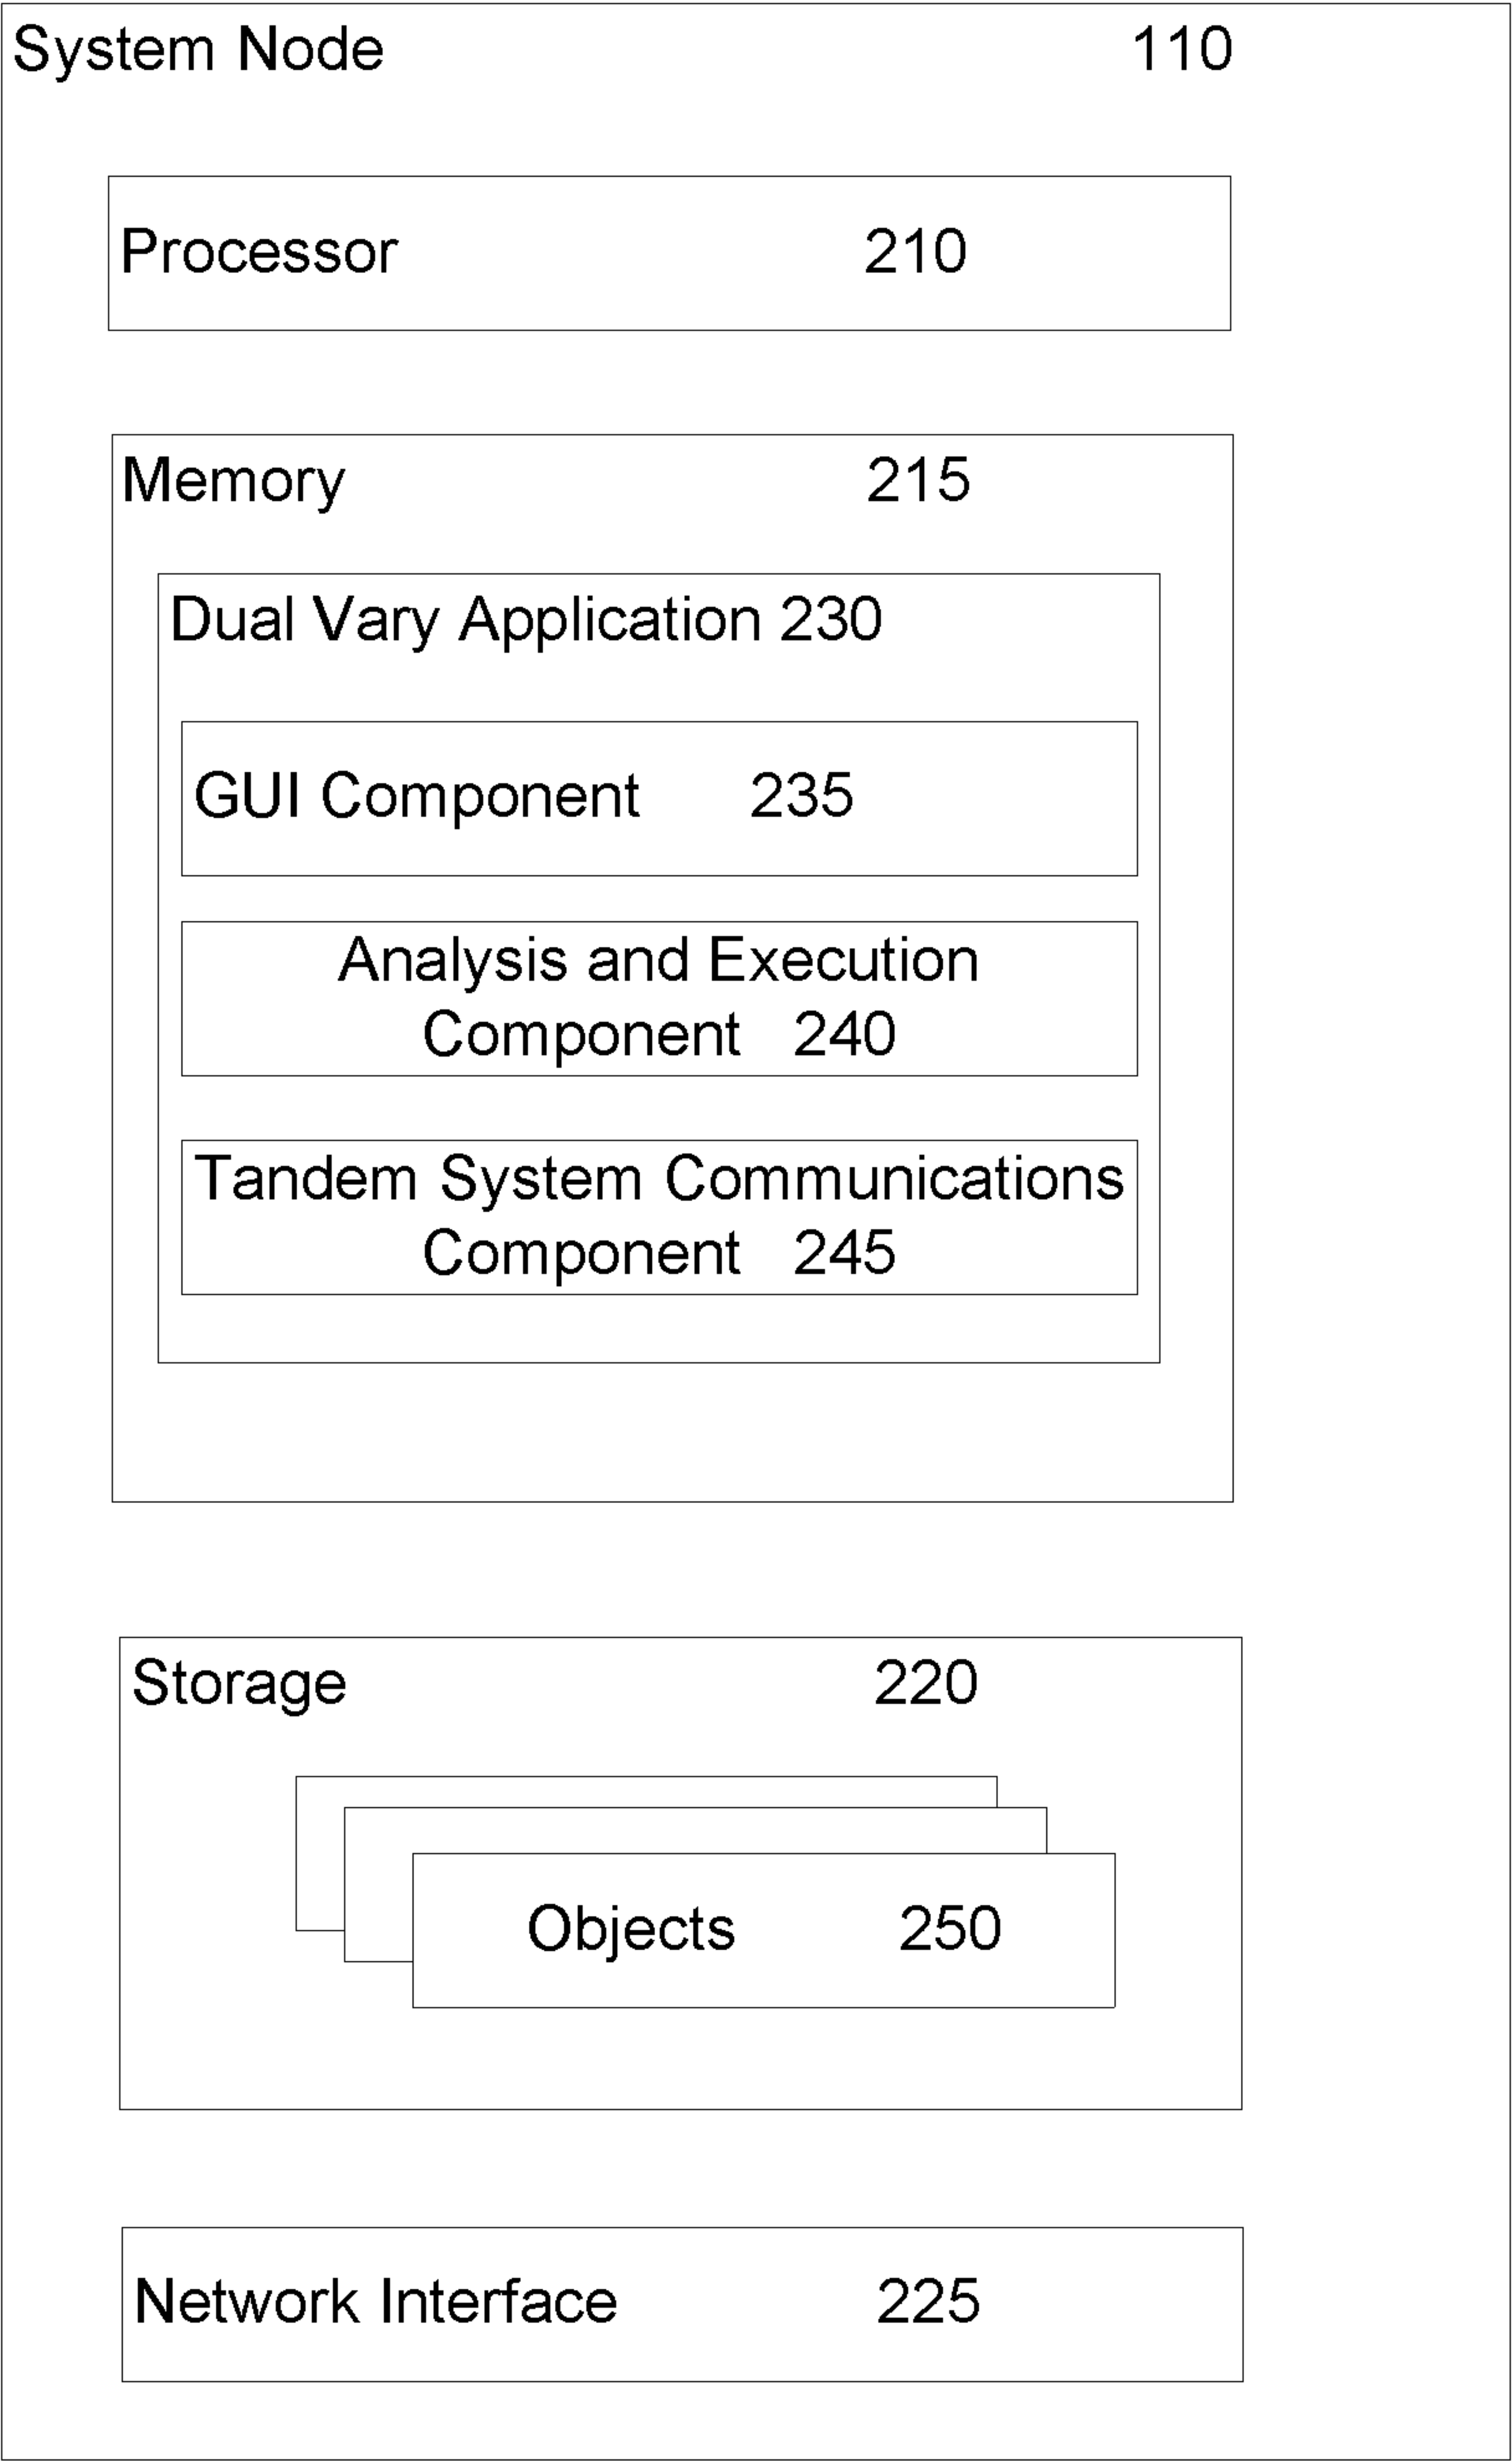 System Node 110
Processor 210
Memory 215
Dual Vary Application 230
GUI Component 235
Analysis and Execution
Component 240
Tandem System Communications
Component 245
Storage 220
Objects 250
Network Interface 225